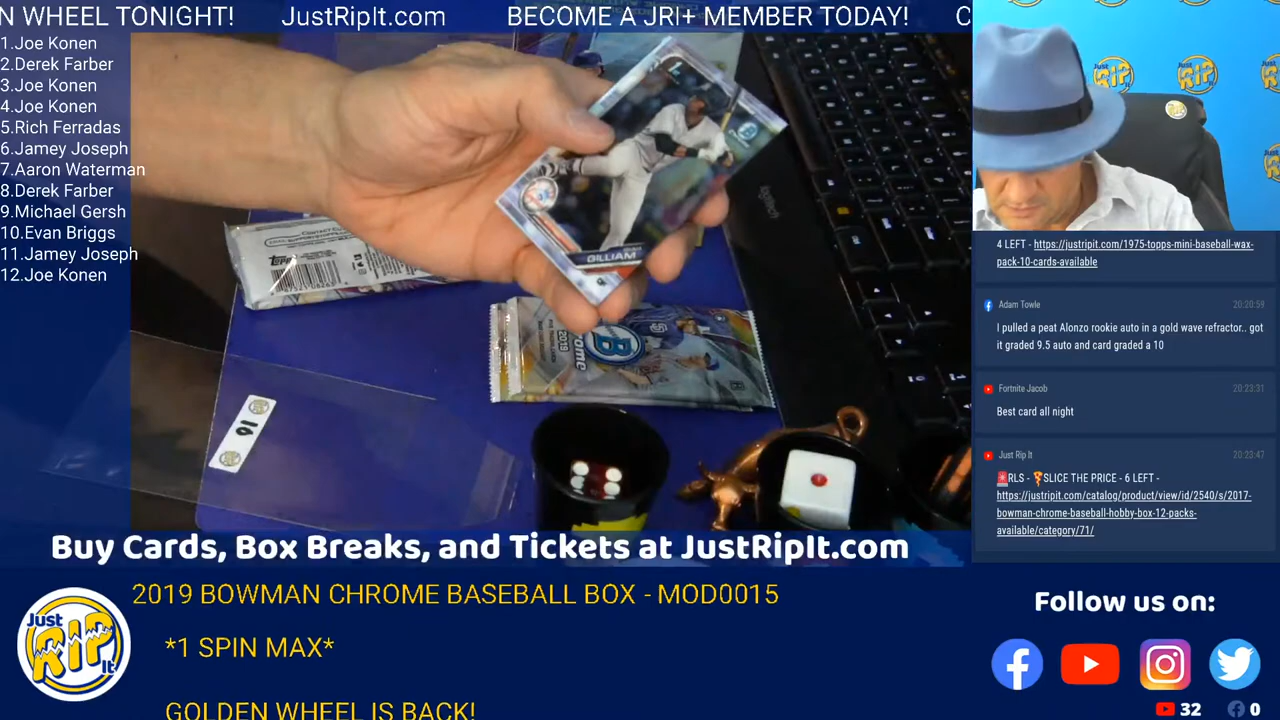 N WHEEL TONIGHT! JustRipIt.com BECOME A JRI+ MEMBER TODAY! C
1.Joe Konen
2.Derek Farber
3.Joe Konen
4.Joe Konen
5.Rich Ferradas
6.Jamey Joseph
7.Aaron Waterman
8.Derek Farber
9.Michael Gersh
10.Evan Briggs
11.Jamey Joseph
12.Joe Konen
GILLIAM
Topps
B
2019
16
logitech
Just
RIP
It
4 LEFT - https://justripit.com/1975-topps-mini-baseball-wax-
pack-10-cards-available
Adam Towle 20:20:59
I pulled a peat Alonzo rookie auto in a gold wave refractor.. got
it graded 9.5 auto and card graded a 10
Fortnite Jacob 20:23:31
Best card all night
Just Rip It 20:23:47
🚨RLS - 🍕SLICE THE PRICE - 6 LEFT -
https://justripit.com/catalog/product/view/id/2540/s/2017-
bowman-chrome-baseball-hobby-box-12-packs-
available/category/71/
Buy Cards, Box Breaks, and Tickets at JustRipIt.com
Just
RIP
It
2019 BOWMAN CHROME BASEBALL BOX - MOD0015
*1 SPIN MAX*
GOLDEN WHEEL IS BACK!
Follow us on:
32 0